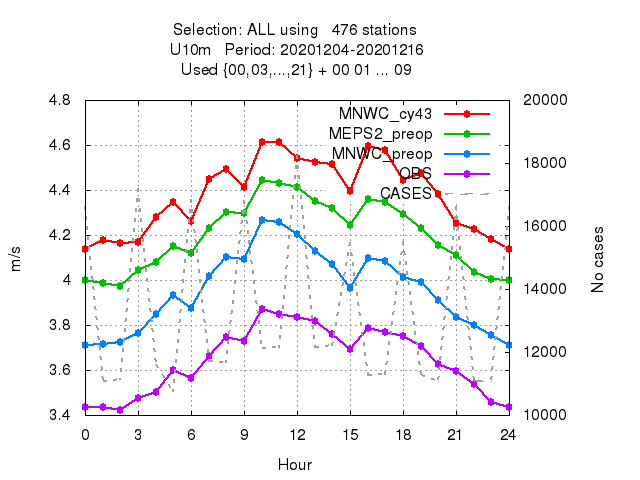 Selection: ALL using 476 stations
U10m Period: 20201204-20201216
Used {00,03,...,21} + 00 01 ... 09
4.8
4.6
4.4
4.2
4
3.8
3.6
3.4
m/s
MNWC_cy43
MEPS2_preop
MNWC_preop
OBS
CASES
20000
18000
16000
14000
12000
10000
No cases
0 3 6 9 12 15 18 21 24
Hour